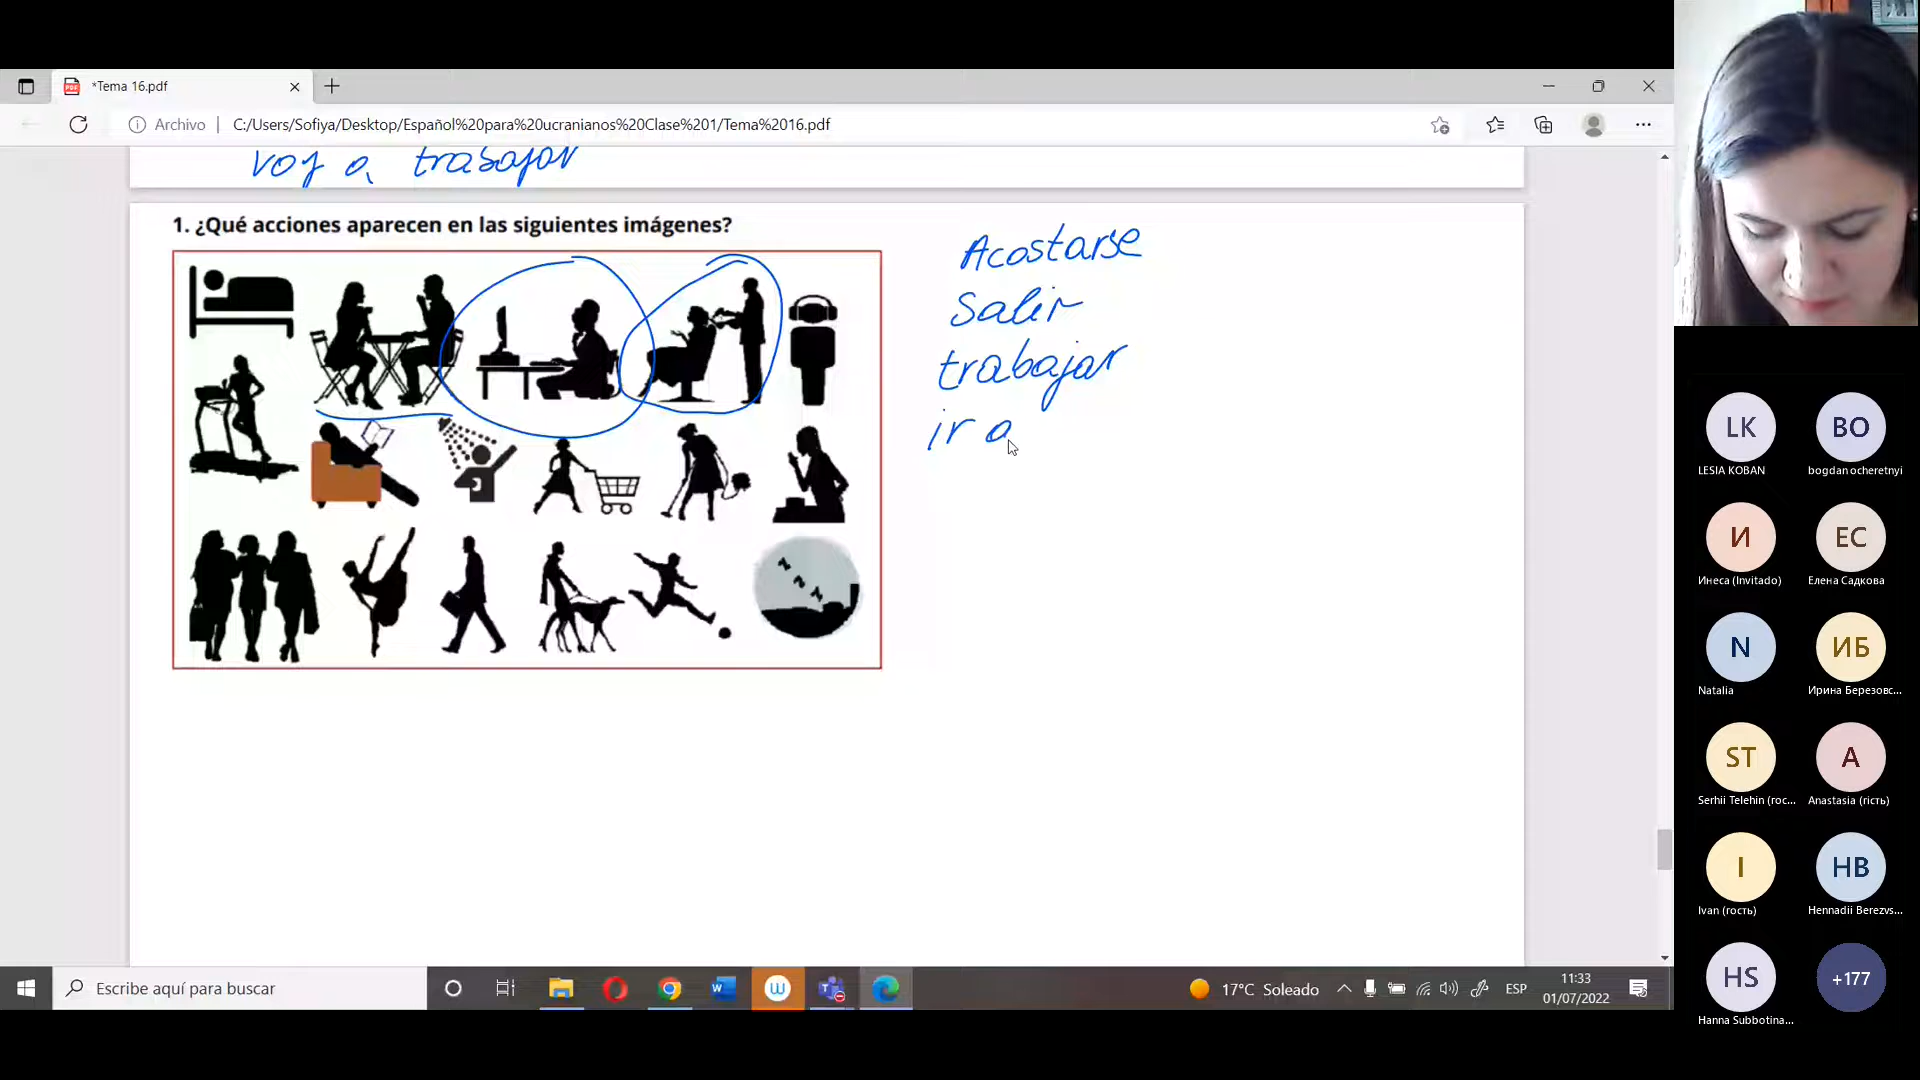 *Tema 16.pdf
Archivo
C:/Users/Sofiya/Desktop/Español%20para%20ucranianos%20Clase%201/Tema%2016.pdf
voy a trabajar
1. ¿Qué acciones aparecen en las siguientes imágenes?
Acostarse
Salir
trabajar
ir a
LK
LESIA KOBAN
BO
bogdan ocheretnyi
И
Инеса (Invitado)
EC
Елена Садкова
N
Natalia
ИБ
Ирина Березовс...
ST
Serhii Telehin (гос...
A
Anastasia (гість)
I
Ivan (гость)
HB
Hennadii Berezvs...
HS
Hanna Subbotina...
+177
Escribe aquí para buscar
17°C Soleado
ESP
11:33
01/07/2022